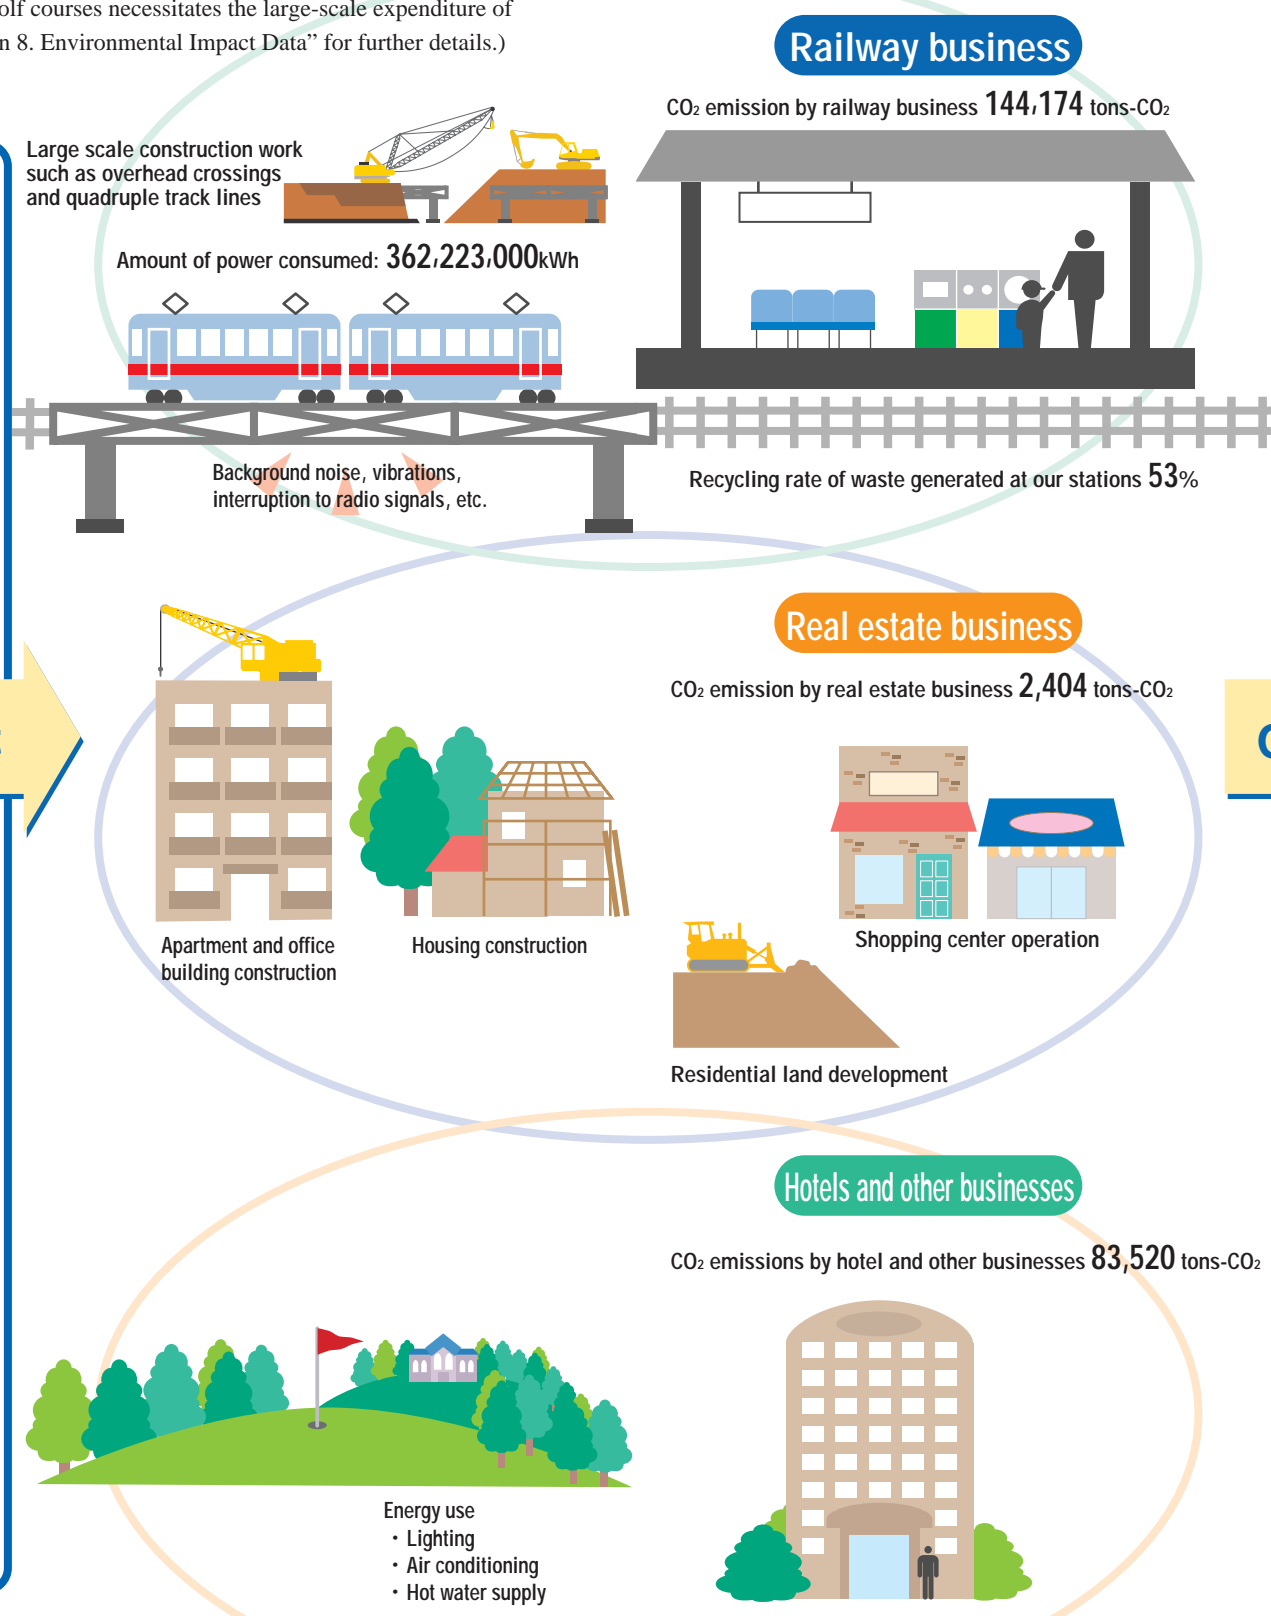 olf courses necessitates the large-scale expenditure of
n 8. Environmental Impact Data” for further details.)
Railway business
CO₂ emission by railway business 144,174 tons-CO₂
Large scale construction work
such as overhead crossings
and quadruple track lines
Amount of power consumed: 362,223,000kWh
Background noise, vibrations,
interruption to radio signals, etc.
Recycling rate of waste generated at our stations 53%
Real estate business
CO₂ emission by real estate business 2,404 tons-CO₂
Apartment and office
building construction
Housing construction
Shopping center operation
Residential land development
Hotels and other businesses
CO₂ emissions by hotel and other businesses 83,520 tons-CO₂
Energy use
・Lighting
・Air conditioning
・Hot water supply